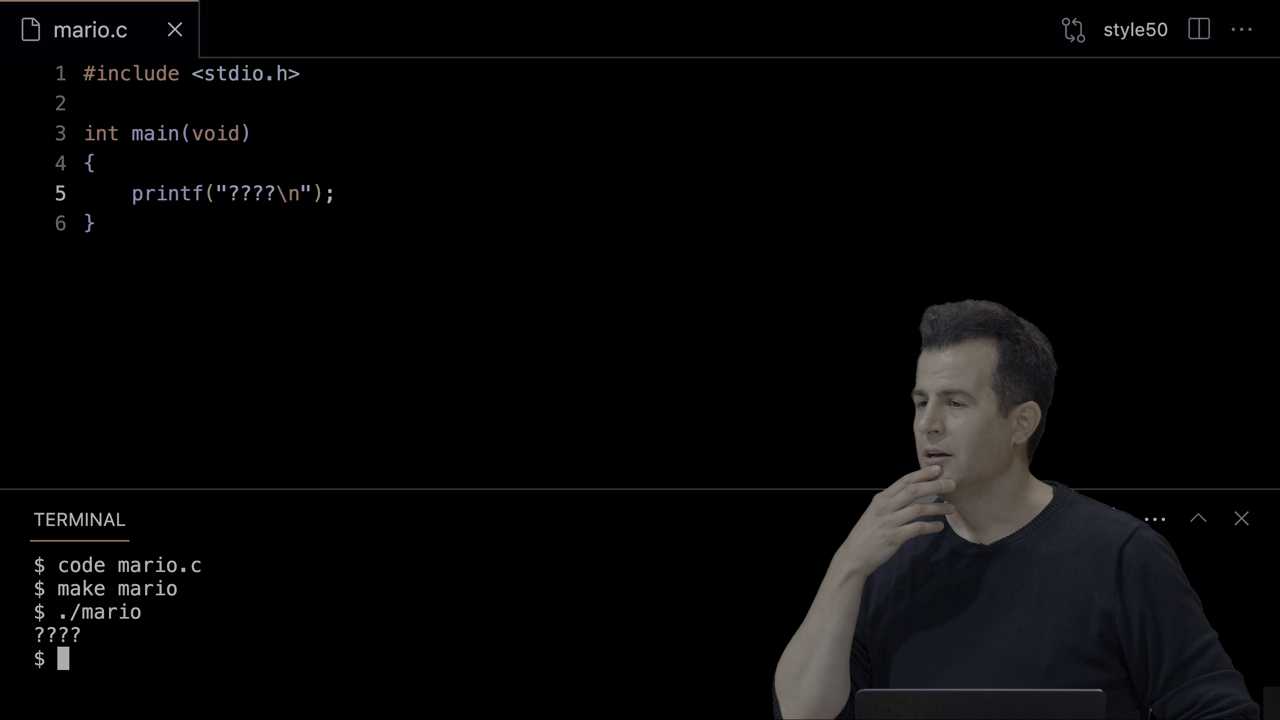 mario.c
style50
1 #include <stdio.h>
2
3 int main(void)
4 {
5     printf("????\n");
6 }
TERMINAL
$ code mario.c
$ make mario
$ ./mario
????
$